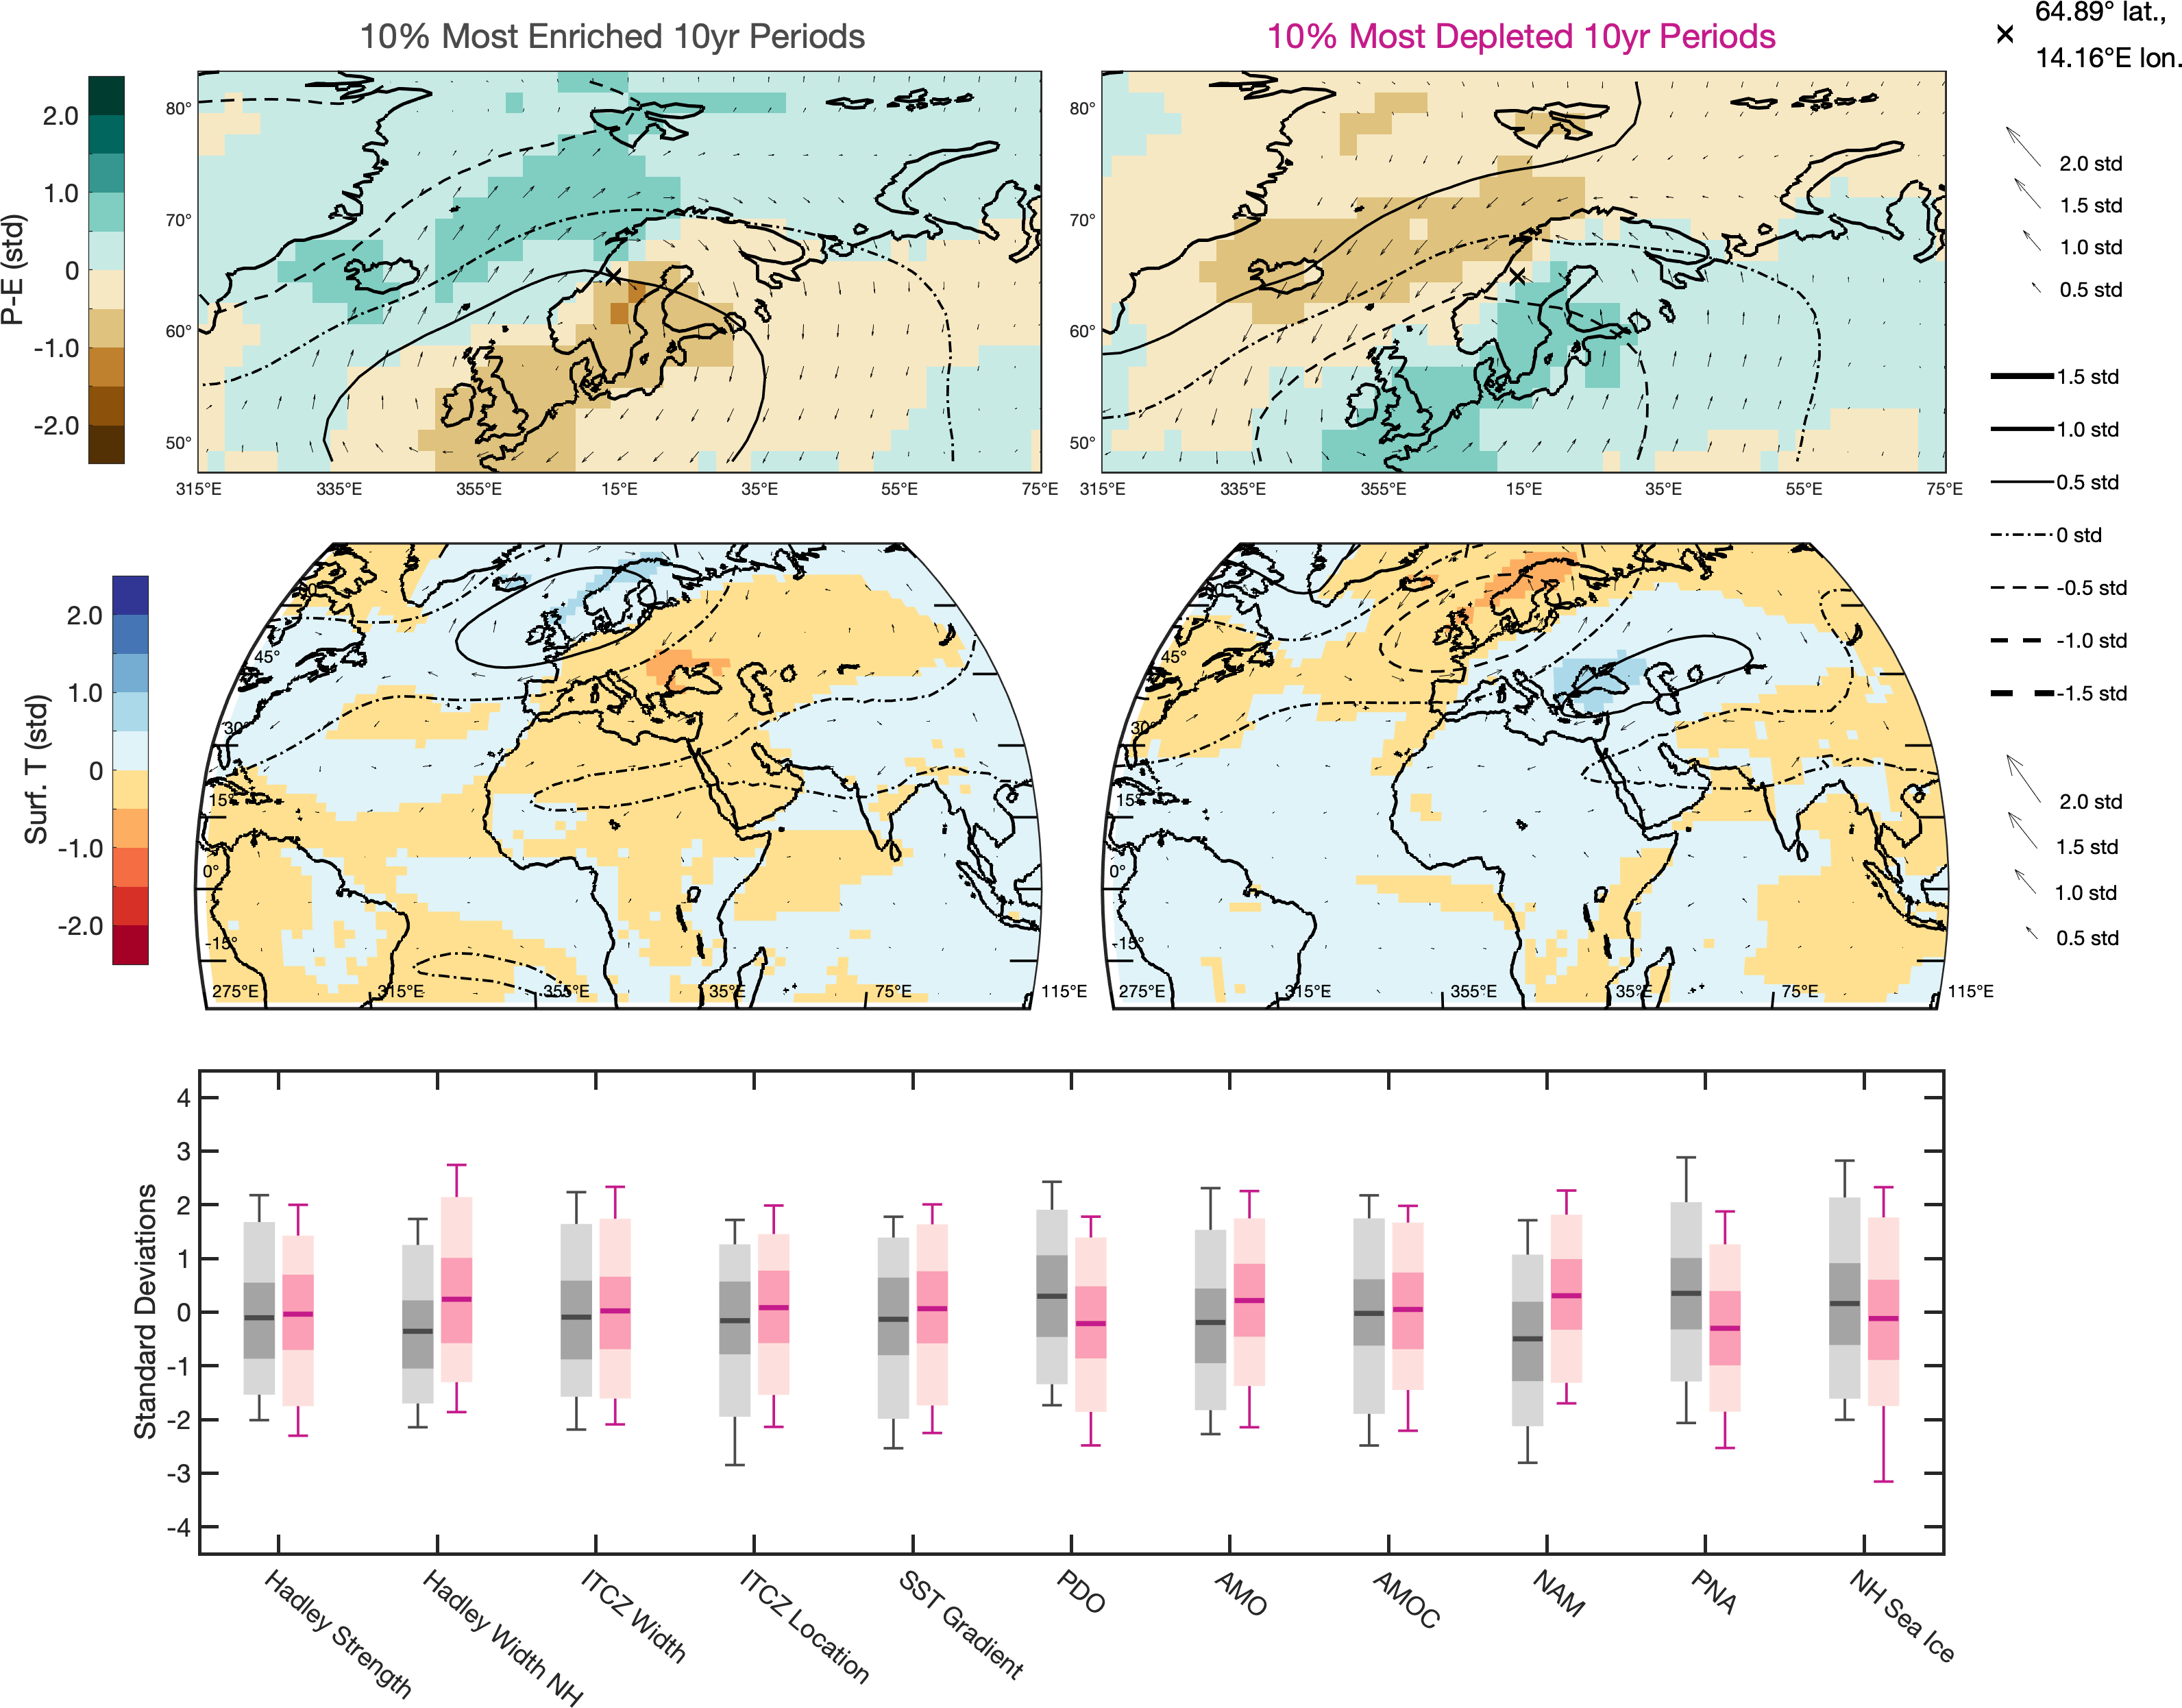 10% Most Enriched 10yr Periods
10% Most Depleted 10yr Periods
64.89° lat.,
14.16°E lon.
P-E (std)
2.0
1.0
0
-1.0
-2.0
80°
70°
60°
50°
315°E 335°E 355°E 15°E 35°E 55°E 75°E
80°
70°
60°
50°
315°E 335°E 355°E 15°E 35°E 55°E 75°E
2.0 std
1.5 std
1.0 std
0.5 std
1.5 std
1.0 std
0.5 std
0 std
-0.5 std
-1.0 std
-1.5 std
Surf. T (std)
2.0
1.0
0
-1.0
-2.0
45°
30°
15°
0°
-15°
275°E 315°E 355°E 35°E 75°E 115°E
45°
30°
15°
0°
-15°
275°E 315°E 355°E 35°E 75°E 115°E
2.0 std
1.5 std
1.0 std
0.5 std
Standard Deviations
4
3
2
1
0
-1
-2
-3
-4
Hadley Strength
Hadley Width NH
ITCZ Width
ITCZ Location
SST Gradient
PDO
AMO
AMOC
NAM
PNA
NH Sea Ice